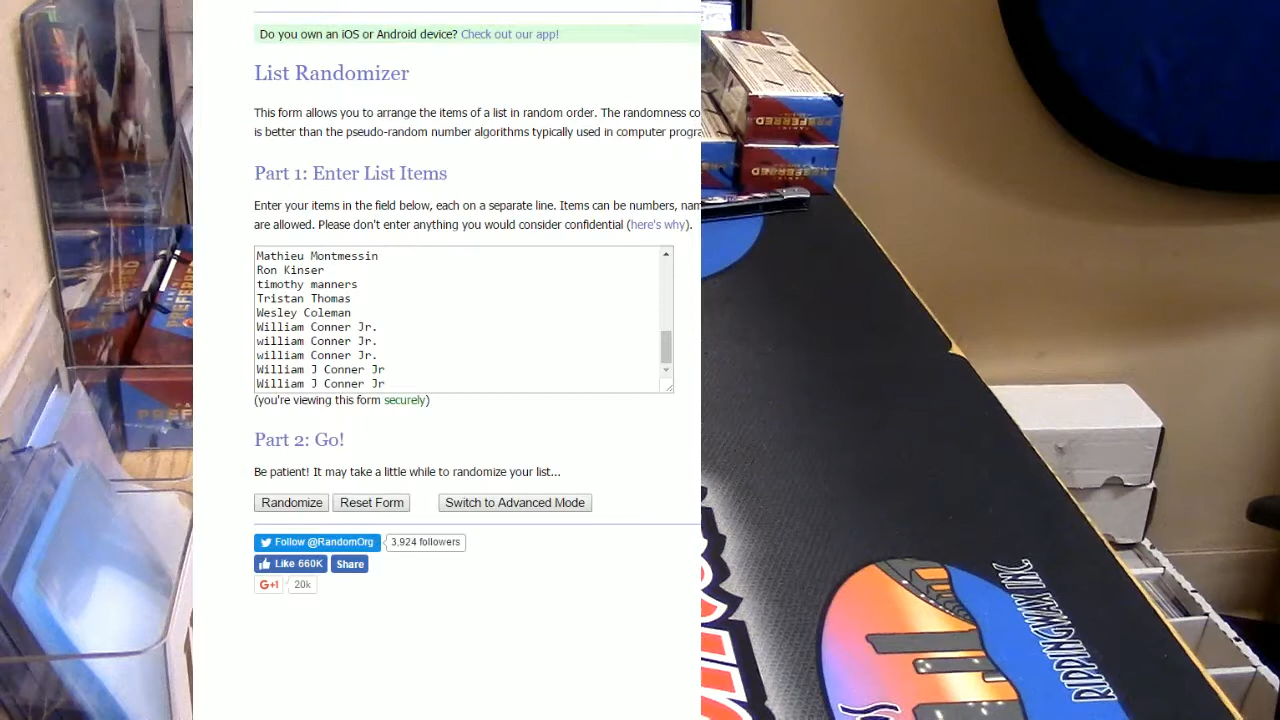 Do you own an iOS or Android device? Check out our app!
List Randomizer
This form allows you to arrange the items of a list in random order. The randomness
is better than the pseudo-random number algorithms typically used in computer
Part 1: Enter List Items
Enter your items in the field below, each on a separate line. Items can be numbers,
are allowed. Please don't enter anything you would consider confidential (here's why).
Mathieu Montmessin
Ron Kinser
timothy manners
Tristan Thomas
Wesley Coleman
William Conner Jr.
william Conner Jr.
william Conner Jr.
William J Conner Jr
William J Conner Jr
(you're viewing this form securely)
Part 2: Go!
Be patient! It may take a little while to randomize your list...
Randomize Reset Form Switch to Advanced Mode
Follow @RandomOrg 3,924 followers
Like 660K Share
G+1 20k
PREFERRED
PREFERRED
RIPPINGWAX INC